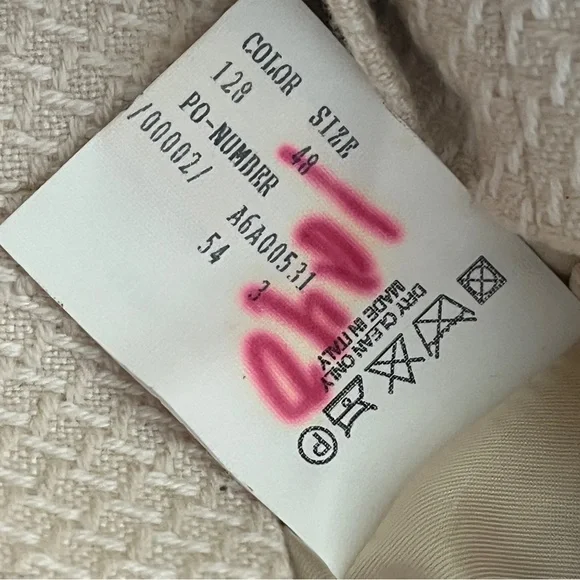 COLOR SIZE
128 48
PO-NUMBER
/00002/ A6A00531
54 3
DRY CLEAN ONLY
MADE IN ITALY
P